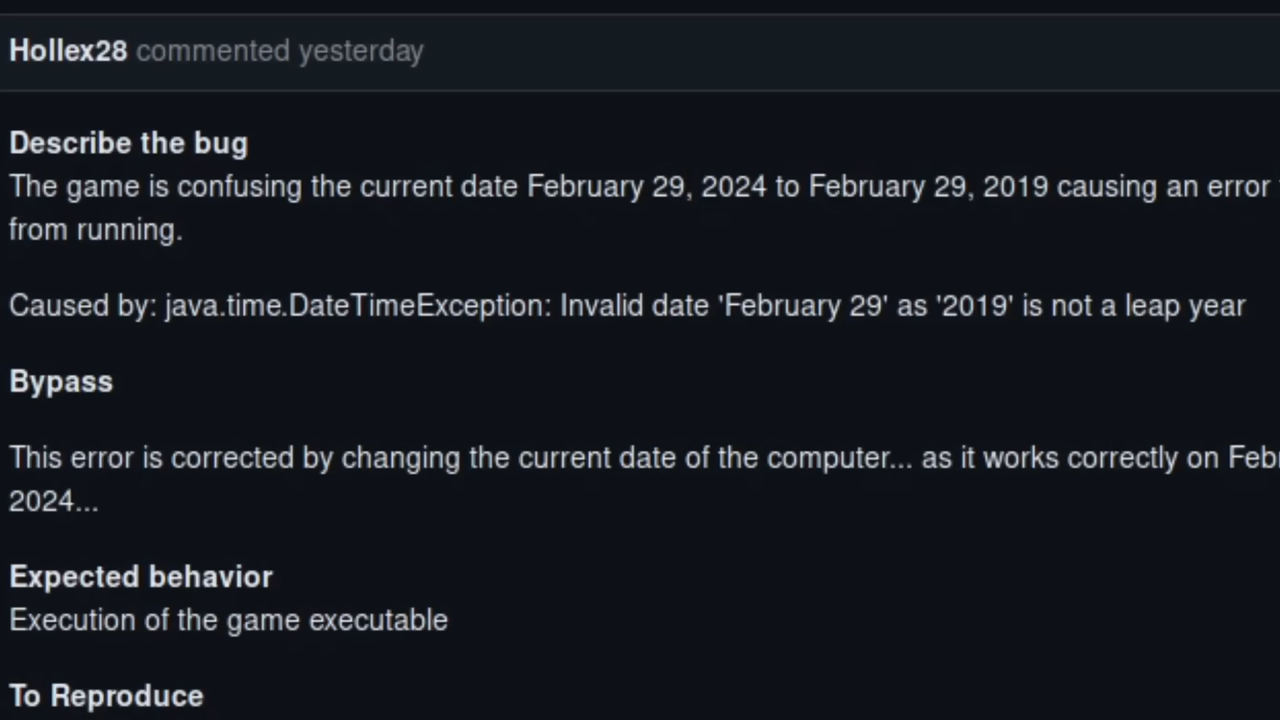 Hollex28 commented yesterday
Describe the bug
The game is confusing the current date February 29, 2024 to February 29, 2019 causing an error
from running.
Caused by: java.time.DateTimeException: Invalid date 'February 29' as '2019' is not a leap year
Bypass
This error is corrected by changing the current date of the computer... as it works correctly on
2024...
Expected behavior
Execution of the game executable
To Reproduce